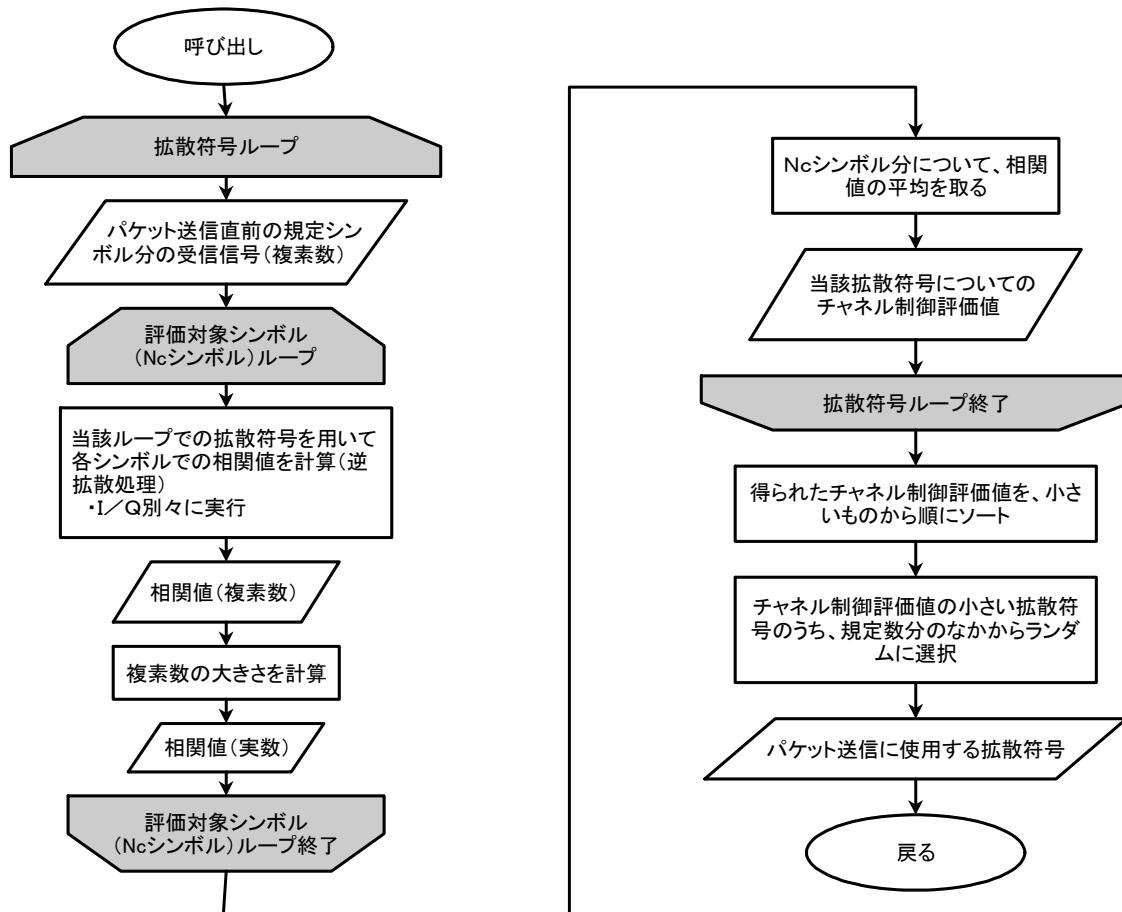 呼び出し
拡散符号ループ
パケット送信直前の規定シン
ボル分の受信信号(複素数)
評価対象シンボル
(Ncシンボル)ループ
当該ループでの拡散符号を用いて
各シンボルでの相関値を計算(逆
拡散処理)
・I/Q別々に実行
相関値(複素数)
複素数の大きさを計算
相関値(実数)
評価対象シンボル
(Ncシンボル)ループ終了
Ncシンボル分について、相関
値の平均を取る
当該拡散符号についての
チャネル制御評価値
拡散符号ループ終了
得られたチャネル制御評価値を、小さ
いものから順にソート
チャネル制御評価値の小さい拡散符
号のうち、規定数分のなかからランダ
ムに選択
パケット送信に使用する拡散符号
戻る